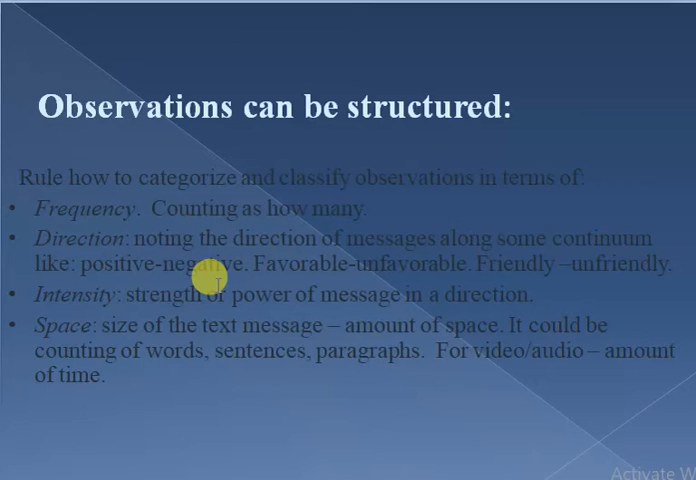 Observations can be structured:
Rule how to categorize and classify observations in terms of:
• Frequency.  Counting as how many.
• Direction: noting the direction of messages along some continuum
like: positive-negative. Favorable-unfavorable. Friendly –unfriendly.
• Intensity: strength or power of message in a direction.
• Space: size of the text message – amount of space. It could be
counting of words, sentences, paragraphs.  For video/audio – amount
of time.
Activate W